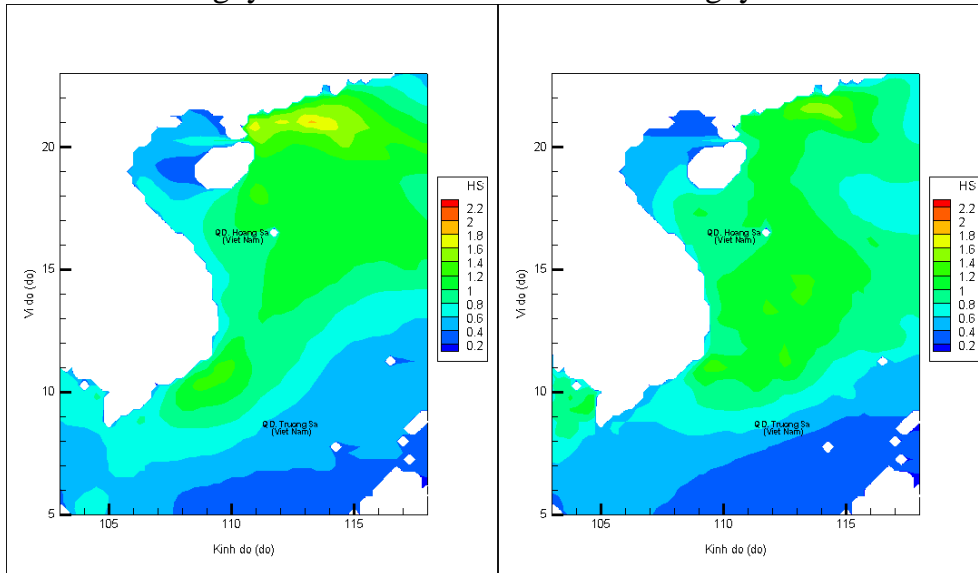 HS
2.2
2
1.8
1.6
1.4
1.2
1
0.8
0.6
0.4
0.2
20
15
10
5
105
110
115
Vi do (do)
Kinh do (do)
QD. Hoang Sa
(Viet Nam)
QD. Truong Sa
(Viet Nam)
HS
2.2
2
1.8
1.6
1.4
1.2
1
0.8
0.6
0.4
0.2
20
15
10
5
105
110
115
Vi do (do)
Kinh do (do)
QD. Hoang Sa
(Viet Nam)
QD. Truong Sa
(Viet Nam)